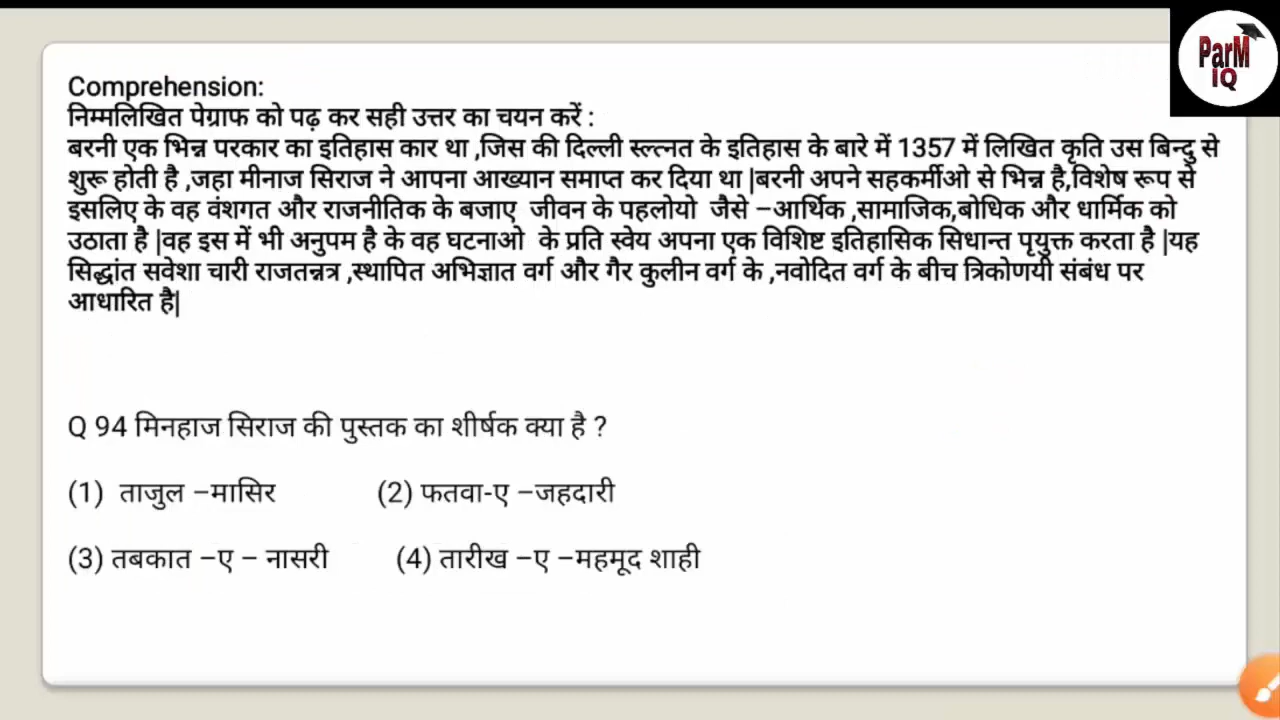 ParM
IQ
Comprehension:
निम्मलिखित पेग्राफ को पढ़ कर सही उत्तर का चयन करें :
बरनी एक भिन्न परकार का इतिहास कार था ,जिस की दिल्ली स्ल्त्नत के इतिहास के बारे में 1357 में लिखित कृति उस बिन्दु से
शुरू होती है ,जहा मीनाज सिराज ने आपना आख्यान समाप्त कर दिया था |बरनी अपने सहकर्मीओ से भिन्न है,विशेष रूप से
इसलिए के वह वंशगत और राजनीतिक के बजाए जीवन के पहलोयो जैसे –आर्थिक ,सामाजिक,बोधिक और धार्मिक को
उठाता है |वह इस में भी अनुपम है के वह घटनाओ के प्रति स्वेय अपना एक विशिष्ट इतिहासिक सिधान्त पृयुक्त करता है |यह
सिद्धांत सवेशा चारी राजतन्नत्र ,स्थापित अभिज्ञात वर्ग और गैर कुलीन वर्ग के ,नवोदित वर्ग के बीच त्रिकोणयी संबंध पर
आधारित है|
Q 94 मिनहाज सिराज की पुस्तक का शीर्षक क्या है ?
(1) ताजुल –मासिर (2) फतवा-ए –जहदारी
(3) तबकात –ए – नासरी (4) तारीख –ए –महमूद शाही